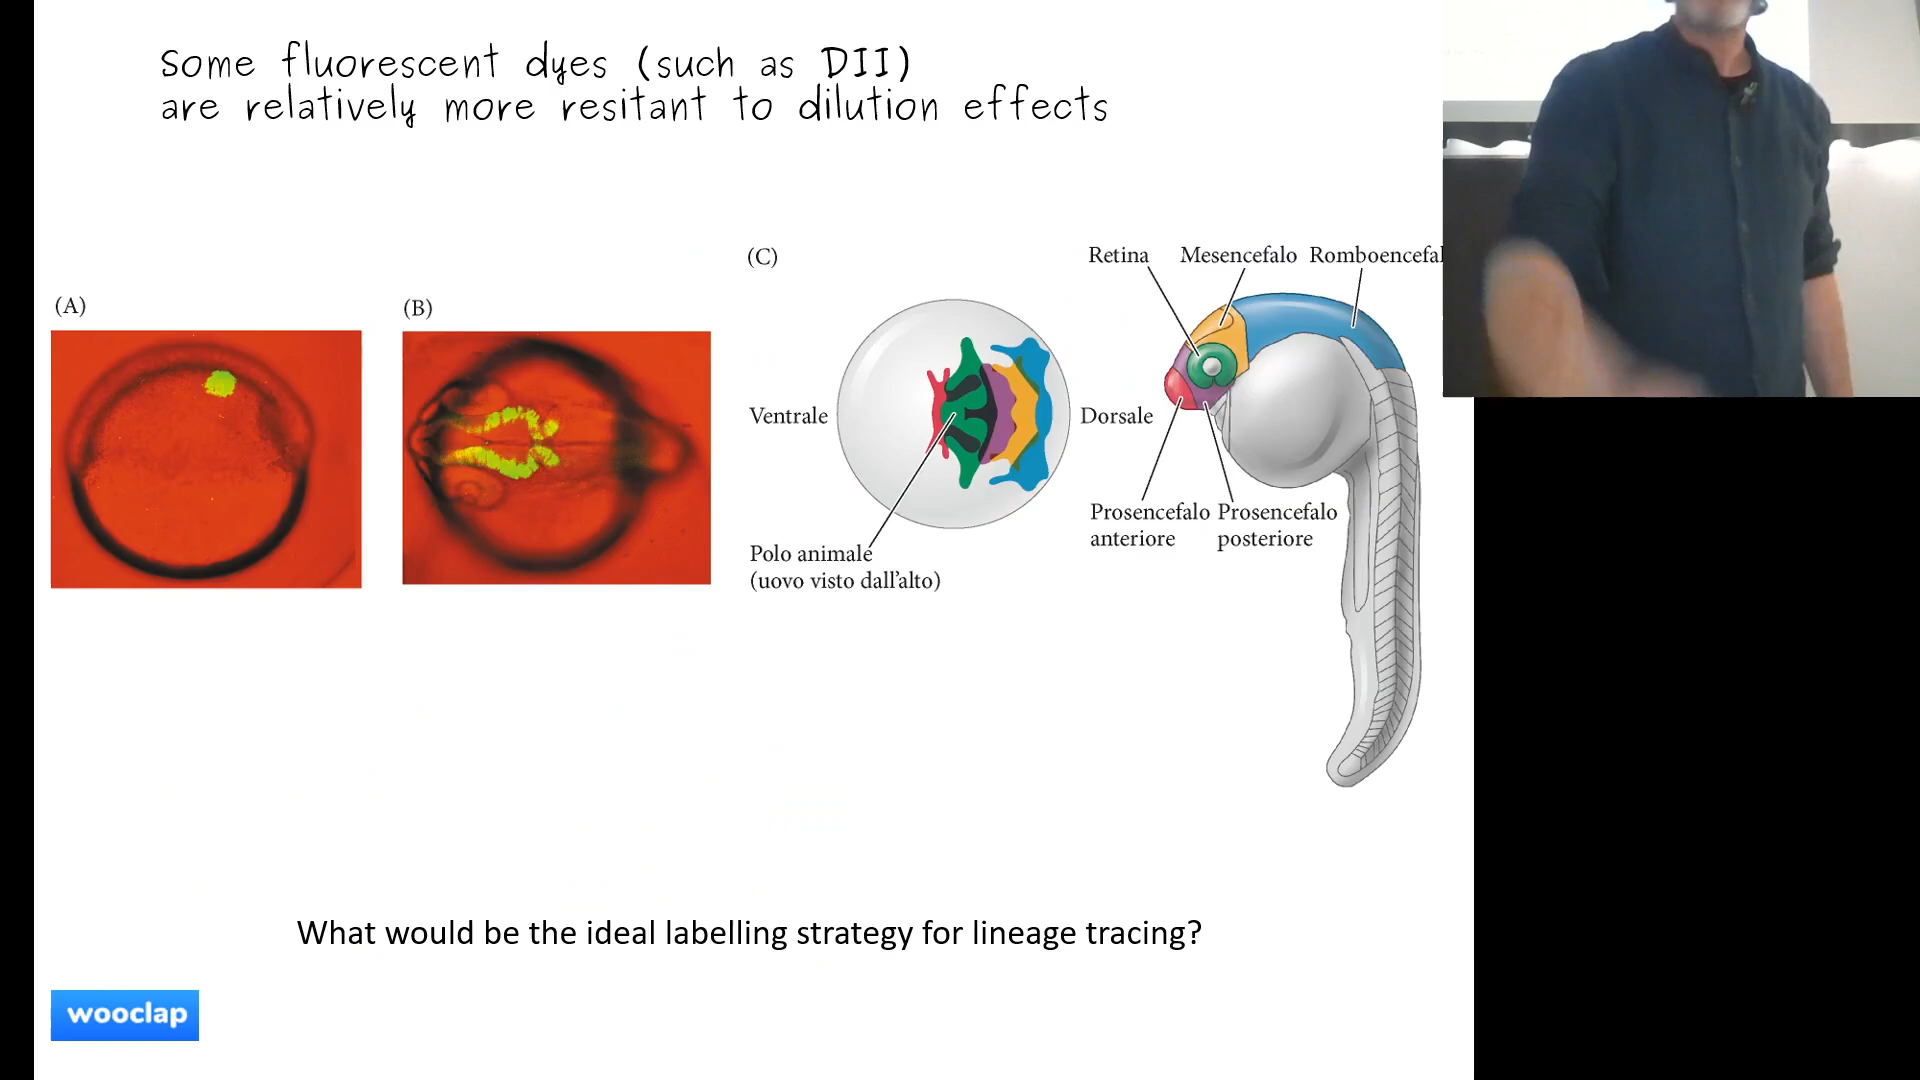 Some fluorescent dyes (such as DII)
are relatively more resitant to dilution effects
(A)
(B)
(C)
Retina
Mesencefalo
Romboencefal
Ventrale
Dorsale
Polo animale
(uovo visto dall'alto)
Prosencefalo
anteriore
Prosencefalo
posteriore
What would be the ideal labelling strategy for lineage tracing?
wooclap